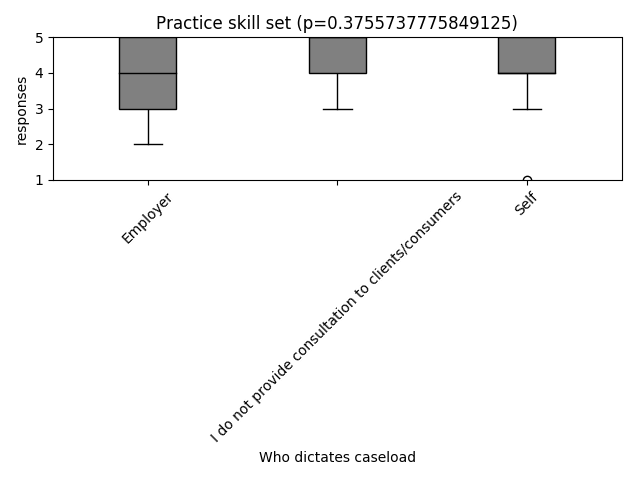 Practice skill set (p=0.3755737775849125)
responses
5
4
3
2
1
Employer
I do not provide consultation to clients/consumers
Self
Who dictates caseload